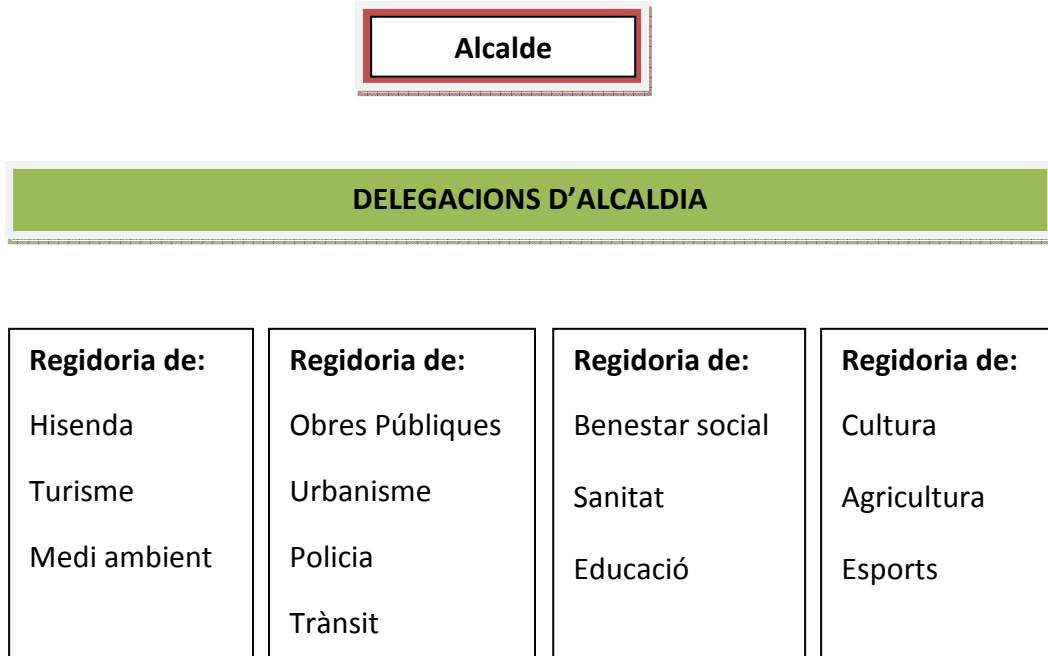 Alcalde
DELEGACIONS D’ALCALDIA
Regidoria de:
Hisenda
Turisme
Medi ambient
Regidoria de:
Obres Públiques
Urbanisme
Policia
Trànsit
Regidoria de:
Benestar social
Sanitat
Educació
Regidoria de:
Cultura
Agricultura
Esports